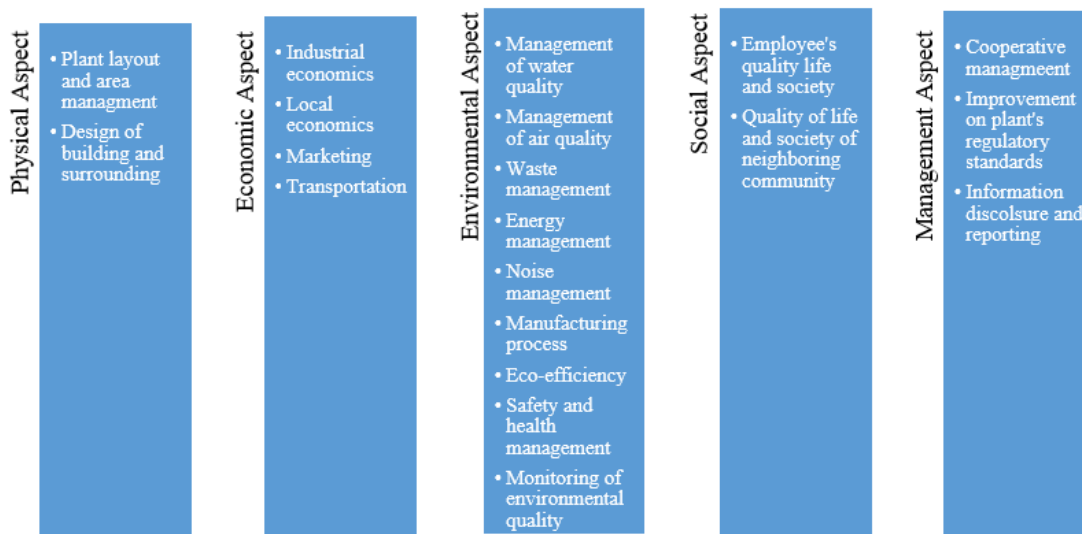 Physical Aspect
• Plant layout
and area
managment
• Design of
building and
surrounding
Economic Aspect
• Industrial
economics
• Local
economics
• Marketing
• Transportation
Environmental Aspect
• Management
of water
quality
• Management
of air quality
• Waste
management
• Energy
management
• Noise
management
• Manufacturing
process
• Eco-efficiency
• Safety and
health
management
• Monitoring of
environmental
quality
Social Aspect
• Employee's
quality life
and society
• Quality of life
and society of
neighboring
community
Management Aspect
• Cooperative
managmeent
• Improvement
on plant's
regulatory
standards
• Information
discolsure and
reporting